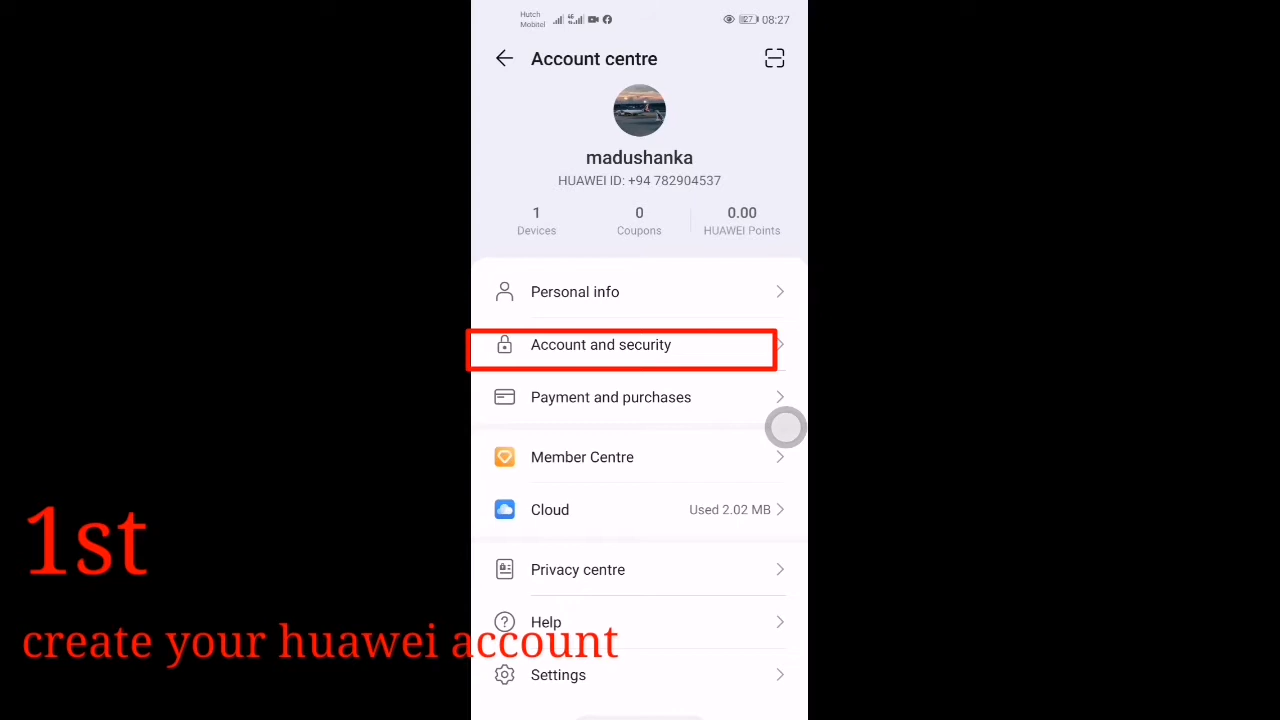 Hutch
Mobitel
27
08:27
Account centre
madushanka
HUAWEI ID: +94 782904537
1 0 0.00
Devices Coupons HUAWEI Points
Personal info
Account and security
Payment and purchases
Member Centre
Cloud Used 2.02 MB
1st
Privacy centre
Help
create your huawei account
Settings